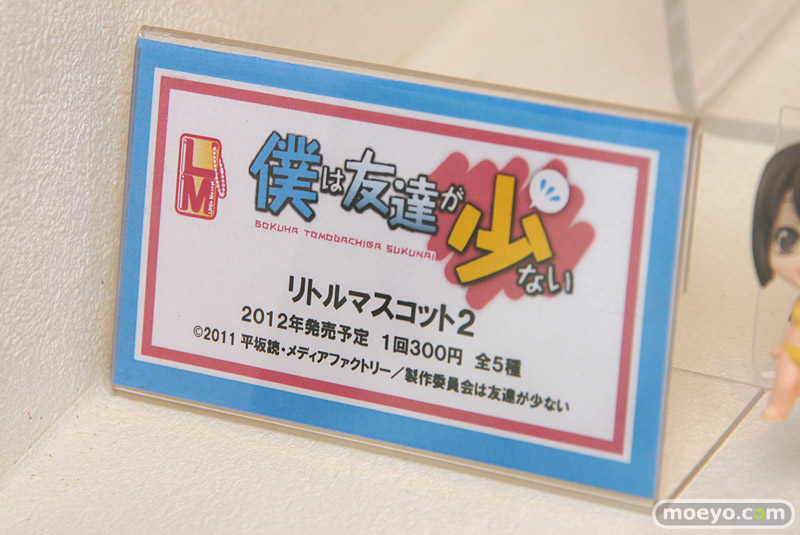 LM
僕は友達が少ない
BOKUHA TOMODACHIGA SUKUNAI
リトルマスコット2
2012年発売予定 1回300円 全5種
©2011 平坂読・メディアファクトリー／製作委員会は友達が少ない
moeyo.com